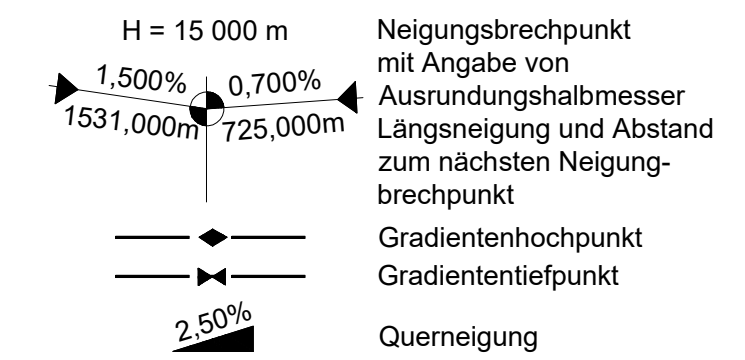 H = 15 000 m
1,500%
0,700%
1531,000m
725,000m
Neigungsbrechpunkt
mit Angabe von
Ausrundungshalbmesser
Längsneigung und Abstand
zum nächsten Neigung-
brechpunkt
Gradientenhochpunkt
Gradiententiefpunkt
2,50%
Querneigung